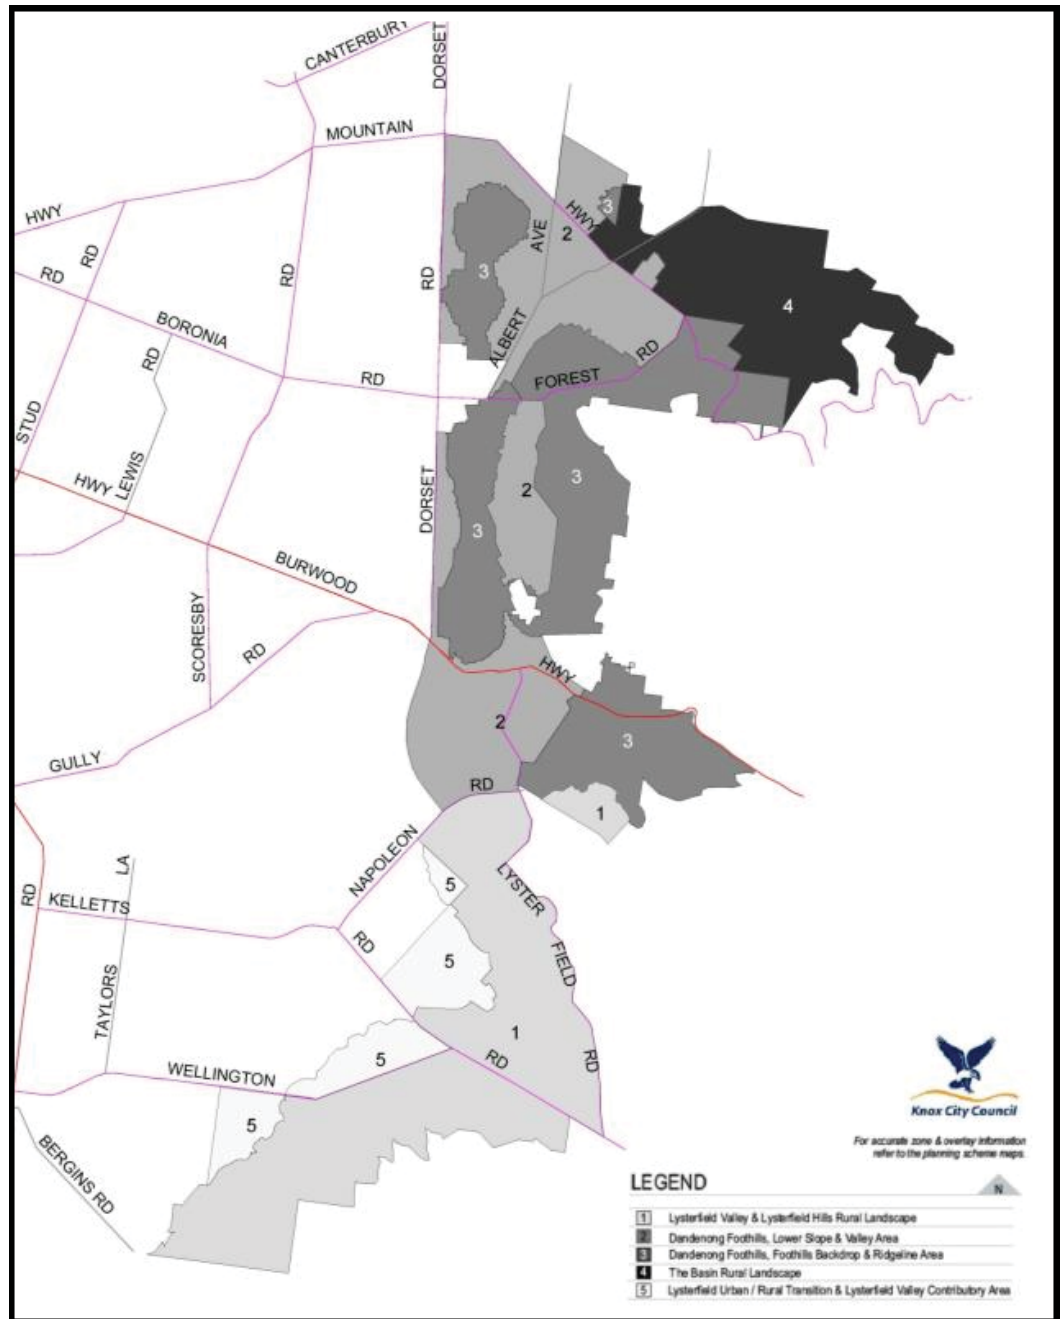 CANTERBURY
DORSET
MOUNTAIN
HWY
HWY
3
AVE
2
RD
RD
RD
RD
3
4
BORONIA
ALBERT
RD
RD
RD
FOREST
STUD
LEWIS
HWY
DORSET
2
3
3
BURWOOD
SCORESBY
RD
HWY
2
3
GULLY
RD
1
NAPOLEON
LA
RD
KELLETTS
5
LYSTER
RD
5
FIELD
TAYLORS
1
5
RD
RD
WELLINGTON
5
BERGINS RD
Knox City Council
For accurate zone & overlay information
refer to the planning scheme maps.
LEGEND
N
1 Lysterfield Valley & Lysterfield Hills Rural Landscape
2 Dandenong Foothills, Lower Slope & Valley Area
3 Dandenong Foothills, Foothills Backdrop & Ridgeline Area
4 The Basin Rural Landscape
5 Lysterfield Urban / Rural Transition & Lysterfield Valley Contributory Area